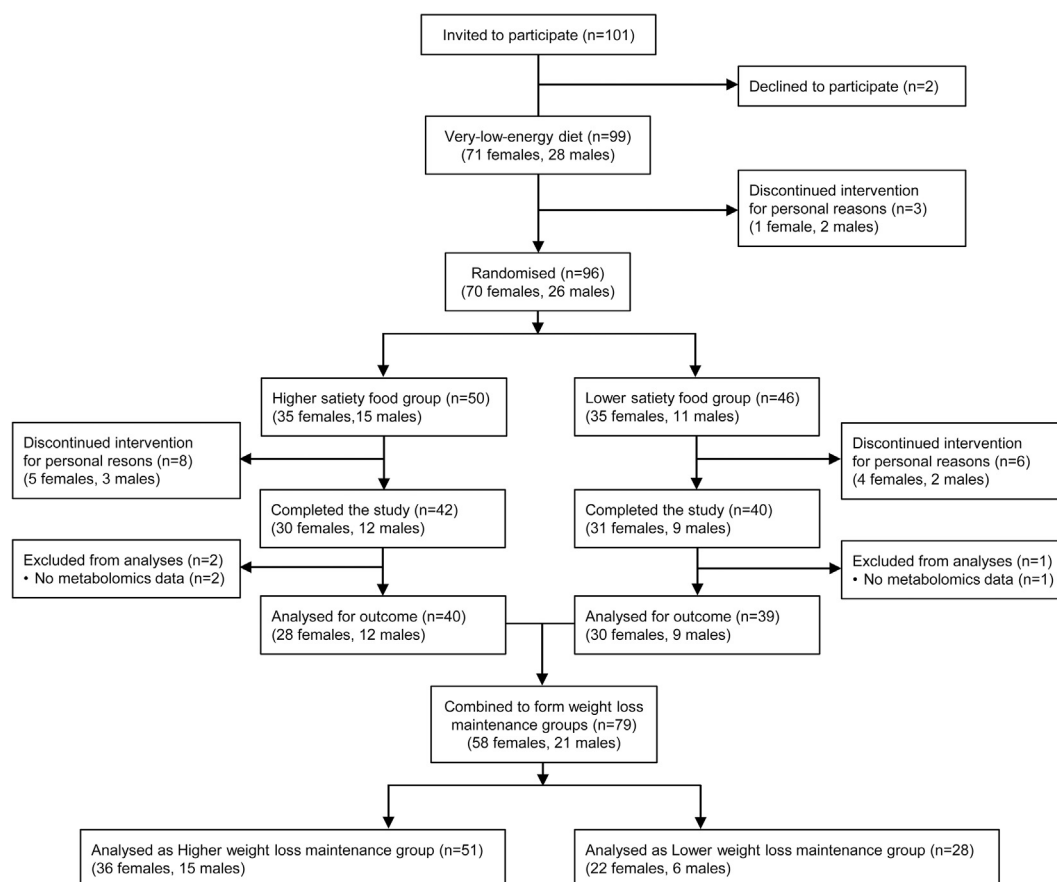 Invited to participate (n=101)
Declined to participate (n=2)
Very-low-energy diet (n=99)
(71 females, 28 males)
Discontinued intervention
for personal reasons (n=3)
(1 female, 2 males)
Randomised (n=96)
(70 females, 26 males)
Higher satiety food group (n=50)
(35 females,15 males)
Lower satiety food group (n=46)
(35 females, 11 males)
Discontinued intervention
for personal resons (n=8)
(5 females, 3 males)
Discontinued intervention
for personal reasons (n=6)
(4 females, 2 males)
Completed the study (n=42)
(30 females, 12 males)
Completed the study (n=40)
(31 females, 9 males)
Excluded from analyses (n=2)
• No metabolomics data (n=2)
Excluded from analyses (n=1)
• No metabolomics data (n=1)
Analysed for outcome (n=40)
(28 females, 12 males)
Analysed for outcome (n=39)
(30 females, 9 males)
Combined to form weight loss
maintenance groups (n=79)
(58 females, 21 males)
Analysed as Higher weight loss maintenance group (n=51)
(36 females, 15 males)
Analysed as Lower weight loss maintenance group (n=28)
(22 females, 6 males)